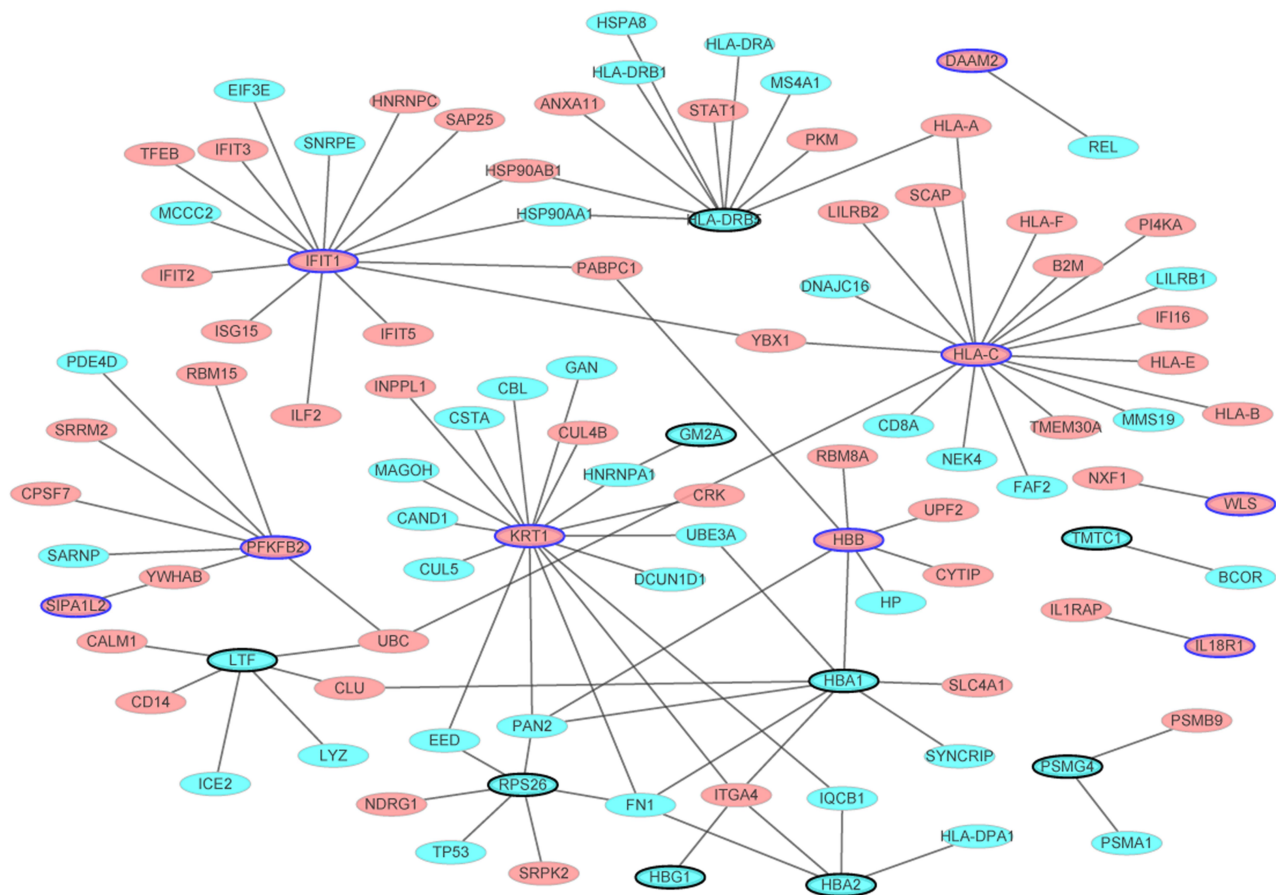 HSPA8
HLA-DRA
DAAM2
HLA-DRB1
MS4A1
EIF3E
HNRNPC
ANXA11
STAT1
SAP25
HLA-A
PKM
REL
TFEB
IFIT3
SNRPE
HSP90AB1
SCAP
MCCC2
HSP90AA1
HLA-DRB5
LILRB2
HLA-F
PI4KA
IFIT1
PABPC1
B2M
IFIT2
DNAJC16
LILRB1
IFI16
ISG15
IFIT5
YBX1
HLA-C
HLA-E
PDE4D
RBM15
INPPL1
CBL
GAN
ILF2
CSTA
HLA-B
SRRM2
CUL4B
GM2A
CD8A
TMEM30A
MMS19
MAGOH
HNRNPA1
RBM8A
NEK4
CPSF7
CRK
FAF2
NXF1
CAND1
UPF2
WLS
PFKFB2
KRT1
UBE3A
HBB
TMTC1
SARNP
YWHAB
CUL5
DCUN1D1
CYTIP
BCOR
SIPA1L2
HP
IL1RAP
CALM1
UBC
IL18R1
LTF
CLU
HBA1
SLC4A1
CD14
PAN2
PSMB9
EED
LYZ
SYNCRIP
PSMG4
ICE2
RPS26
NDRG1
FN1
ITGA4
IQCB1
HLA-DPA1
PSMA1
TP53
SRPK2
HBG1
HBA2